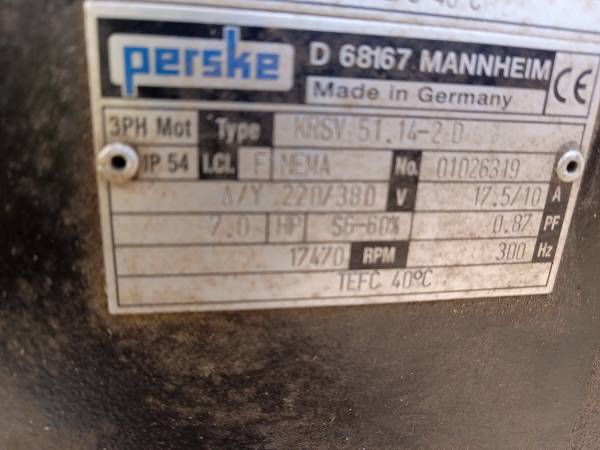 40°C
perske D 68167 MANNHEIM
Made in Germany CE
3PH Mot Type KRSV 51.14-2 D
IP 54 I.CL. F NEMA No. 01026319
Δ/Y 220/380 V 17.5/10 A
7.0 HP S6-60% 0.87 PF
17470 RPM 300 Hz
TEFC 40°C